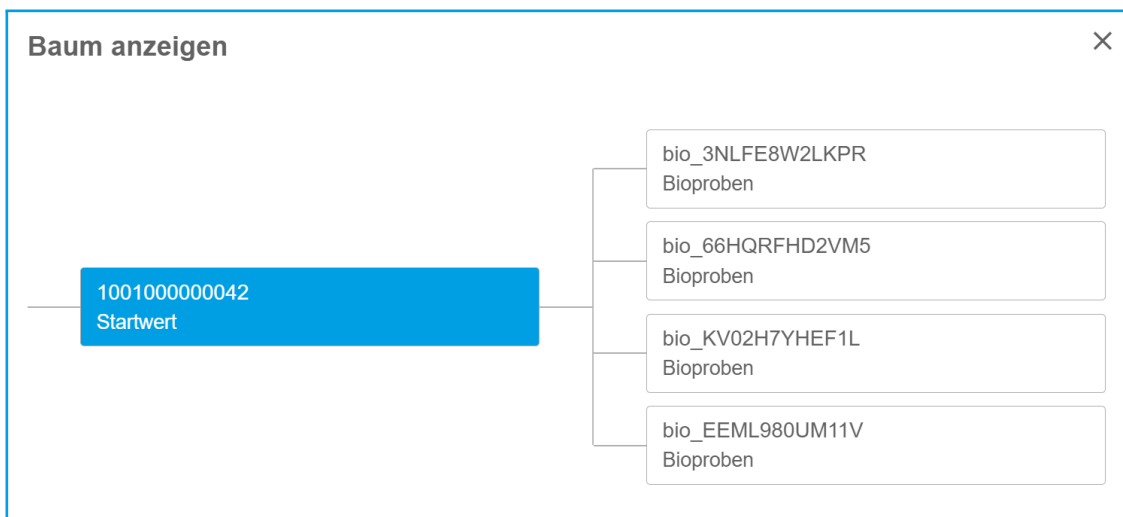 Baum anzeigen
1001000000042
Startwert
bio_3NLFE8W2LKPR
Bioproben
bio_66HQRFHD2VM5
Bioproben
bio_KV02H7YHEF1L
Bioproben
bio_EEML980UM11V
Bioproben